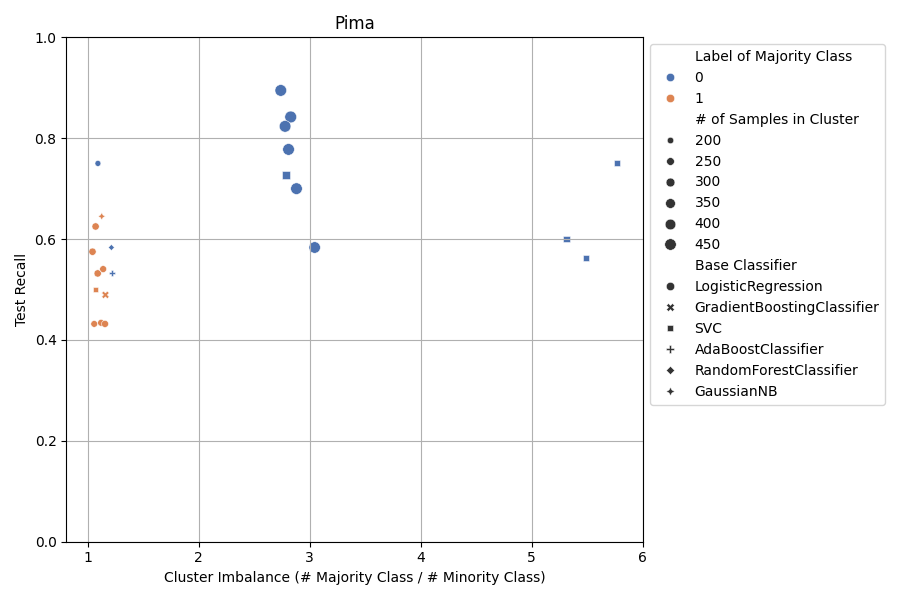 Pima
1.0
0.8
0.6
0.4
0.2
0.0
Test Recall
1
2
3
4
5
6
Cluster Imbalance (# Majority Class / # Minority Class)
Label of Majority Class
0
1
# of Samples in Cluster
200
250
300
350
400
450
Base Classifier
LogisticRegression
GradientBoostingClassifier
SVC
AdaBoostClassifier
RandomForestClassifier
GaussianNB